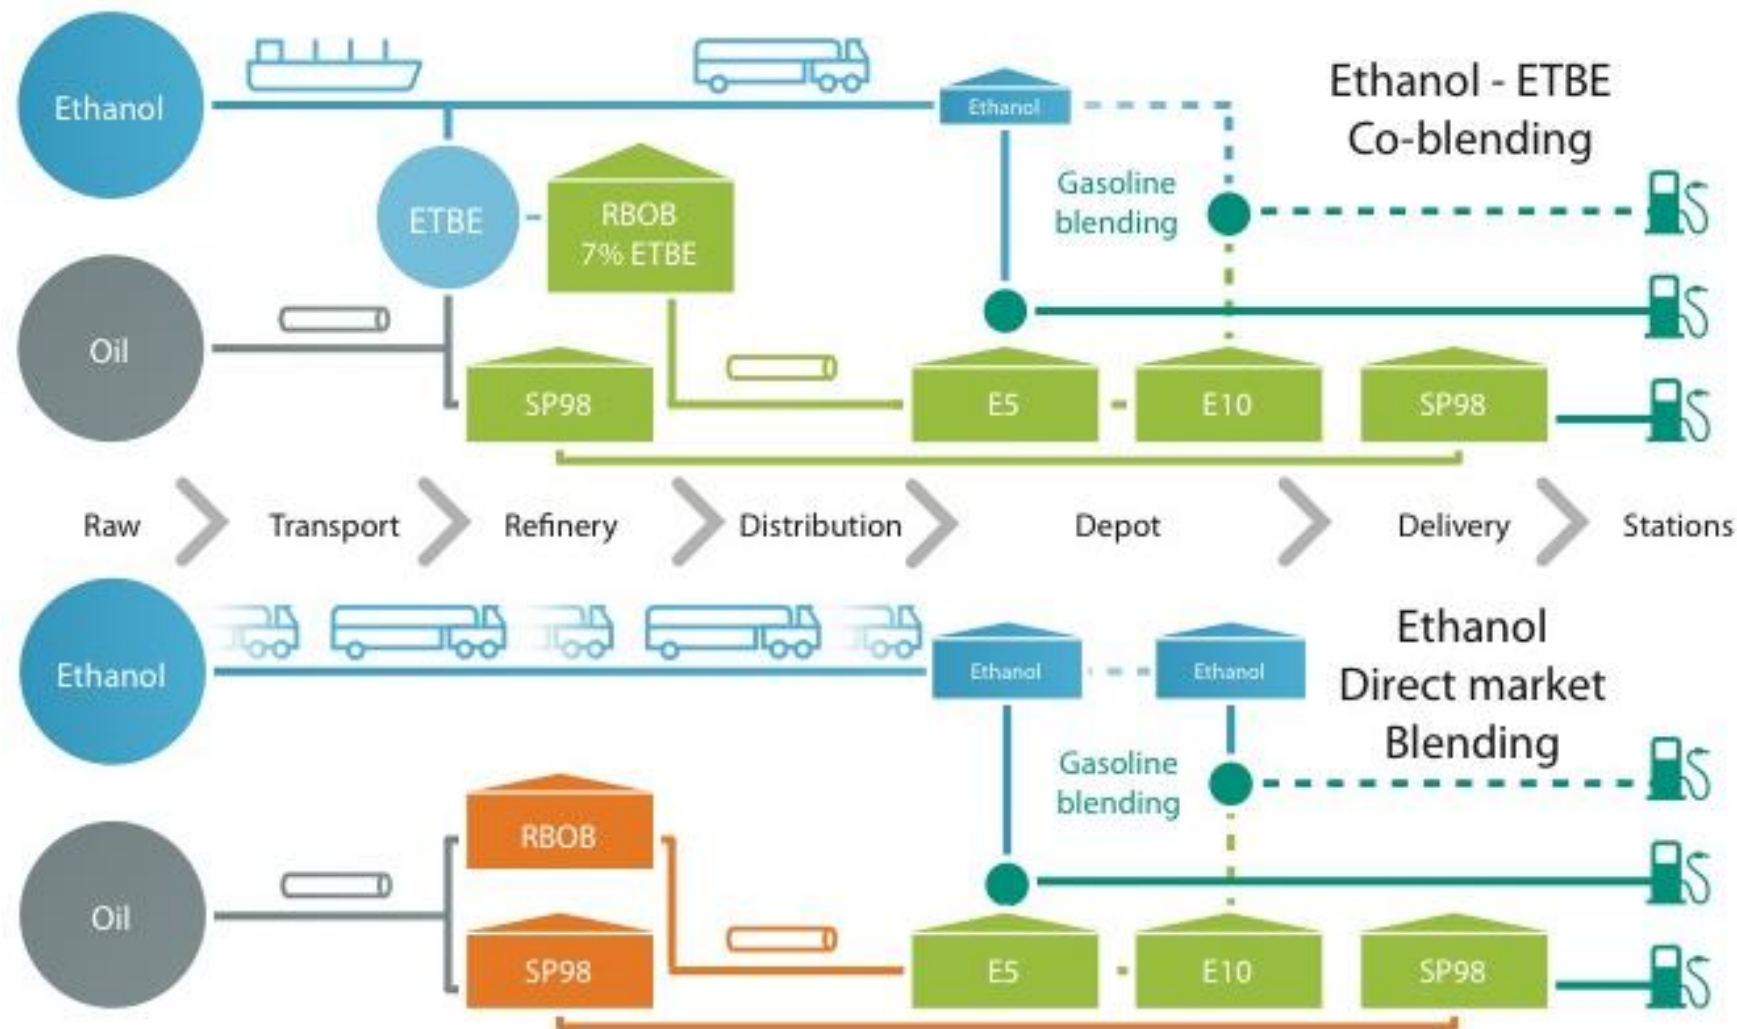 Ethanol
Ethanol
Ethanol - ETBE
Co-blending
ETBE
RBOB
7% ETBE
Gasoline
blending
Oil
SP98
E5
E10
SP98
Raw
Transport
Refinery
Distribution
Depot
Delivery
Stations
Ethanol
Ethanol
Ethanol
Ethanol
Direct market
Blending
Gasoline
blending
RBOB
Oil
SP98
E5
E10
SP98